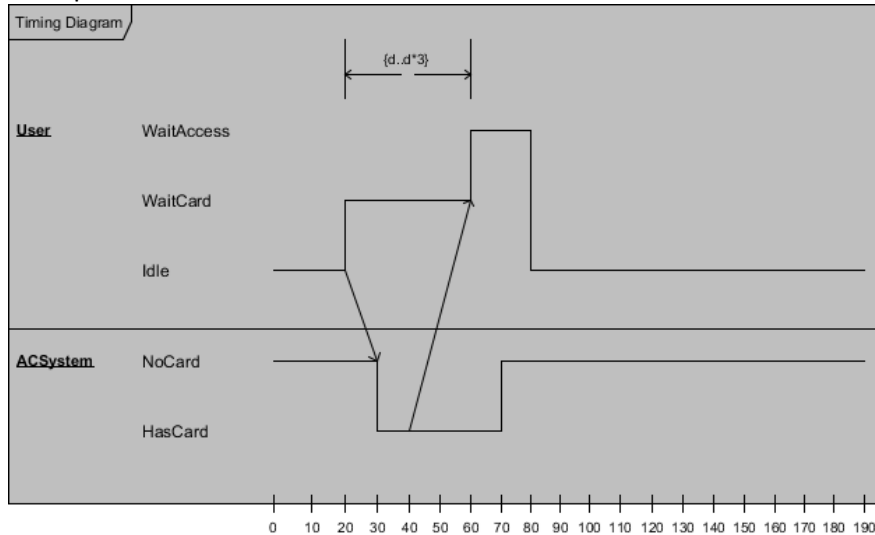 Timing Diagram
{d..d*3}
User
WaitAccess
WaitCard
Idle
ACSystem
NoCard
HasCard
0 10 20 30 40 50 60 70 80 90 100 110 120 130 140 150 160 170 180 190